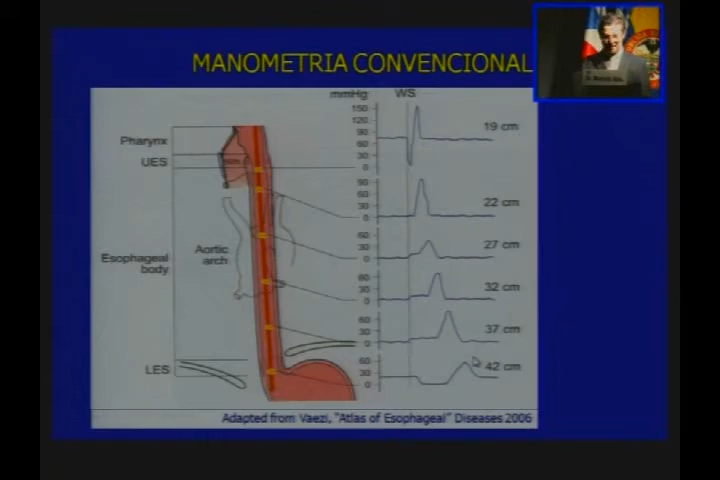 MANOMETRIA CONVENCIONAL
mmHg
WS
150
120
90
60
30
0
19 cm
Pharynx
UES
90
60
30
0
22 cm
60
30
0
27 cm
Aortic
arch
Esophageal
body
60
30
0
32 cm
60
30
0
37 cm
LES
60
30
0
42 cm
Adapted from Vaezi, "Atlas of Esophageal" Diseases 2006